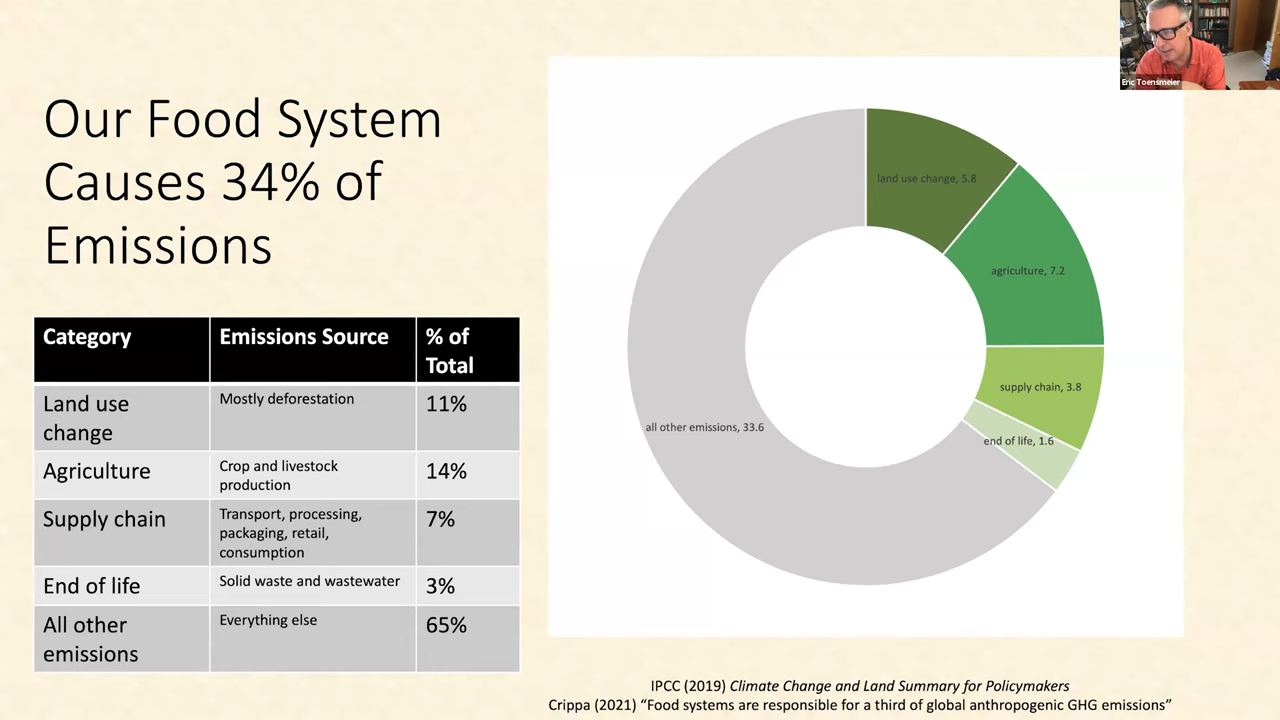 Eric Toensmeier
Our Food System
Causes 34% of
Emissions
Category Emissions Source % of
Total
Land use Mostly deforestation 11%
change
Agriculture Crop and livestock 14%
production
Supply chain Transport, processing, 7%
packaging, retail,
consumption
End of life Solid waste and wastewater 3%
All other Everything else 65%
emissions
land use change, 5.8
agriculture, 7.2
supply chain, 3.8
end of life, 1.6
all other emissions, 33.6
IPCC (2019) Climate Change and Land Summary for Policymakers
Crippa (2021) “Food systems are responsible for a third of global anthropogenic GHG emissions”